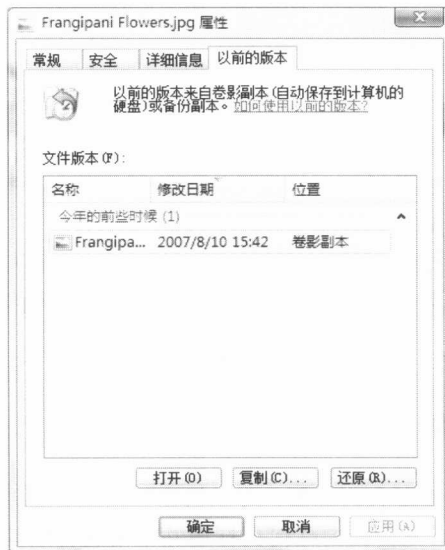 Frangipani Flowers.jpg 属性
常规 安全 详细信息 以前的版本
以前的版本来自卷影副本(自动保存到计算机的
硬盘)或备份副本。如何使用以前的版本?
文件版本(F):
名称 修改日期 位置
今年的前些时候 (1)
Frangipa... 2007/8/10 15:42 卷影副本
打开(O) 复制(C)... 还原(R)...
确定 取消 应用(A)